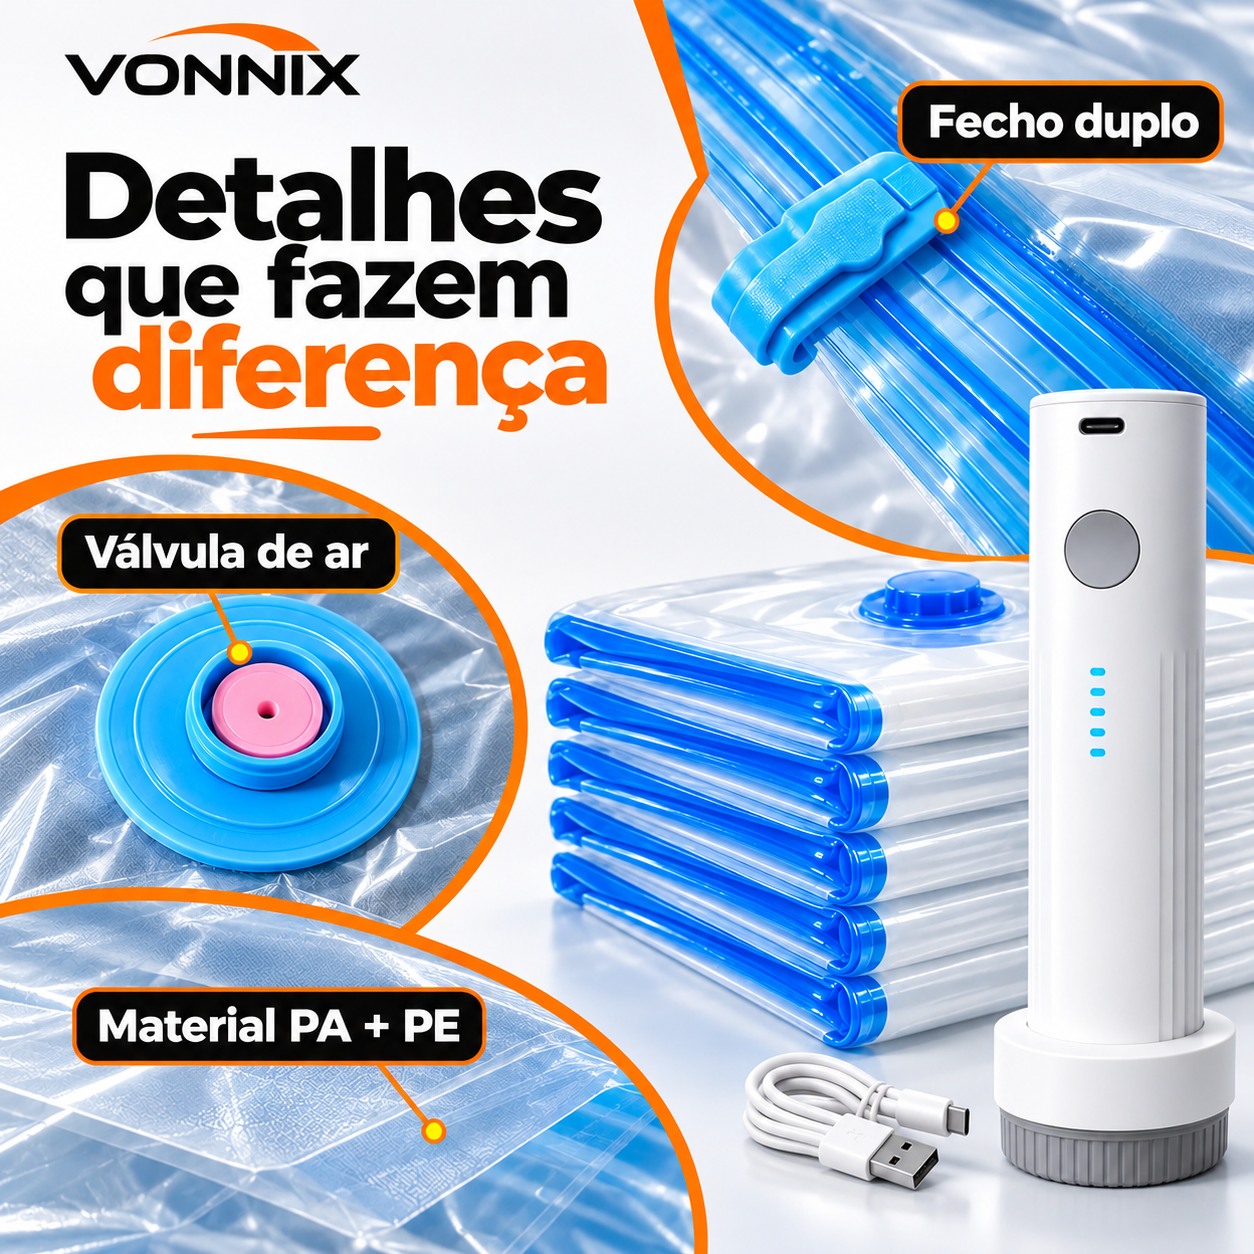 VONNIX
Detalhes
que fazem
diferença
Fecho duplo
Válvula de ar
Material PA + PE